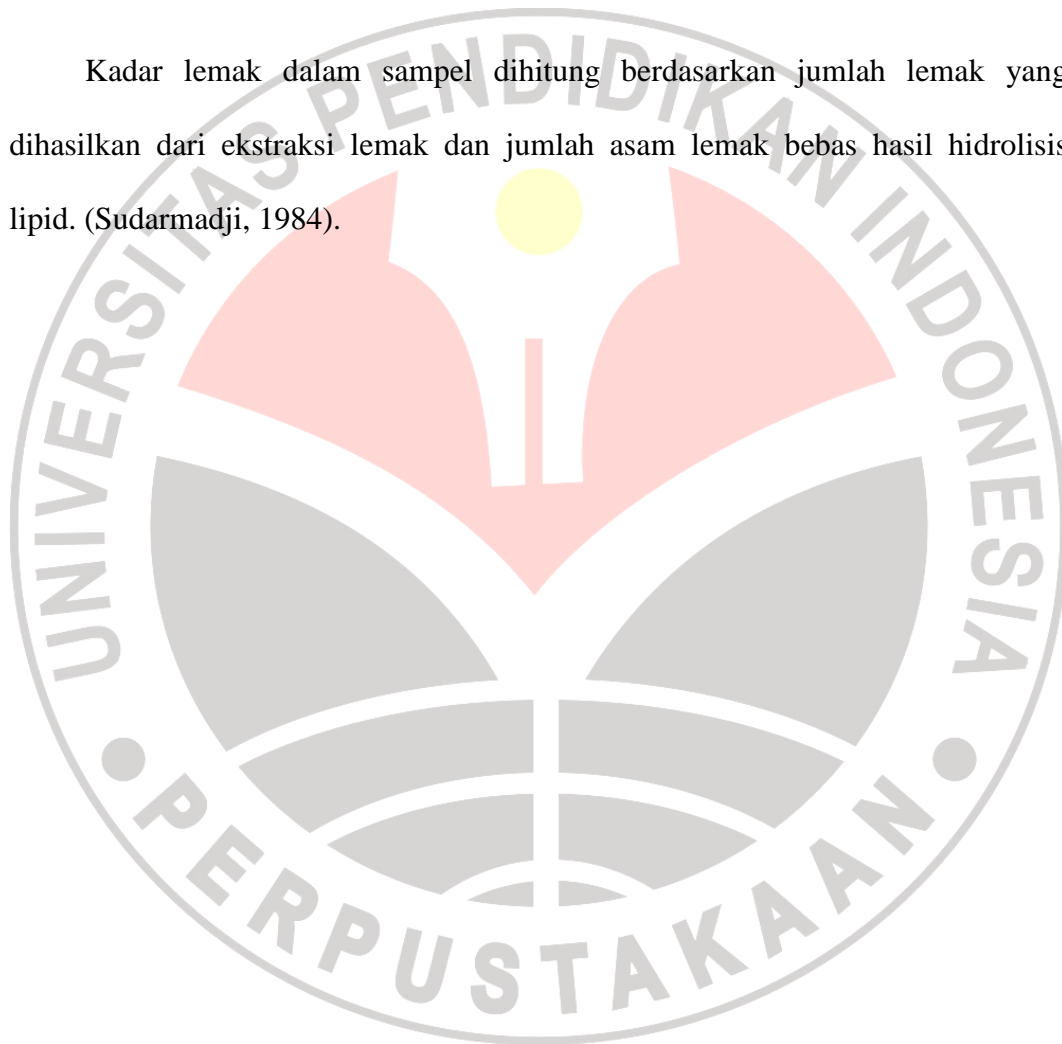 Kadar lemak dalam sampel dihitung berdasarkan jumlah lemak yang
dihasilkan dari ekstraksi lemak dan jumlah asam lemak bebas hasil hidrolisis
lipid. (Sudarmadji, 1984).
UNIVERSITAS PENDIDIKAN INDONESIA
PERPUSTAKAAN